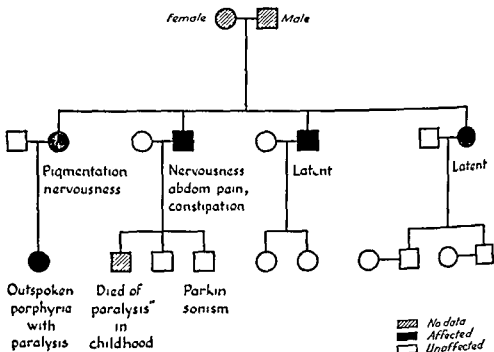 Female
Male
Pigmentation
nervousness
Nervousness
abdom pain,
constipation
Latent
Latent
Outspoken
porphyria
with
paralysis
Died of
paralysis"
in
childhood
Parkin
sonism
No data
Affected
Unaffected